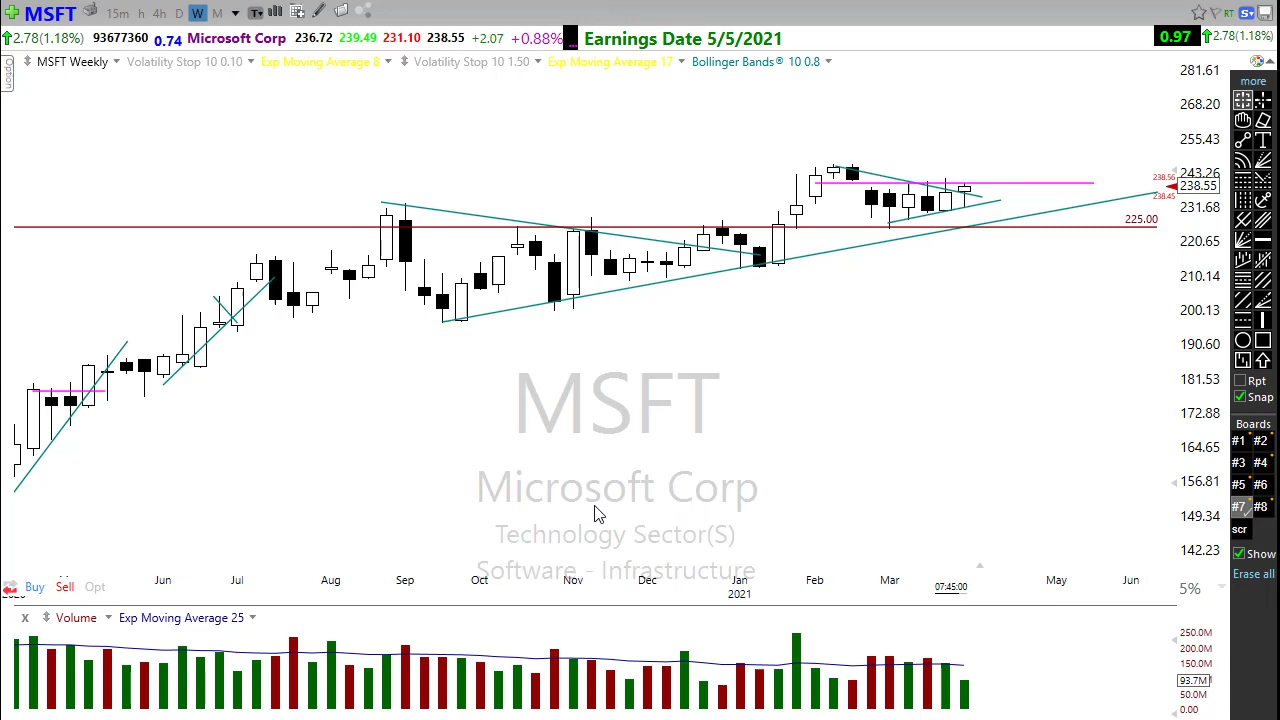 MSFT 15m h 4h D W M T RT S
2.78(1.18%) 93677360 0.74 Microsoft Corp 236.72 239.49 231.10 238.55 +2.07 +0.88% Earnings Date 5/5/2021 0.97 2.78(1.18%)
Option
MSFT Weekly Volatility Stop 10 0.10 Exp Moving Average 8 Volatility Stop 10 1.50 Exp Moving Average 17 Bollinger Bands® 10 0.8
281.61
more
268.20
255.43
243.26
238.56
238.55
238.45
231.68
225.00
220.65
210.14
200.13
190.60
181.53
172.88
164.65
156.81
149.34
142.23
MSFT
Microsoft Corp
Technology Sector(S)
Software - Infrastructure
Rpt
Snap
Boards
#1 #2
#3 #4
#5 #6
#7 #8
scr
Show
Erase all
Buy Sell Opt
Jun Jul Aug Sep Oct Nov Dec Jan Feb Mar May Jun
2021 07:45:00
5%
x Volume Exp Moving Average 25
250.0M
200.0M
150.0M
93.7M
50.0M
0.00